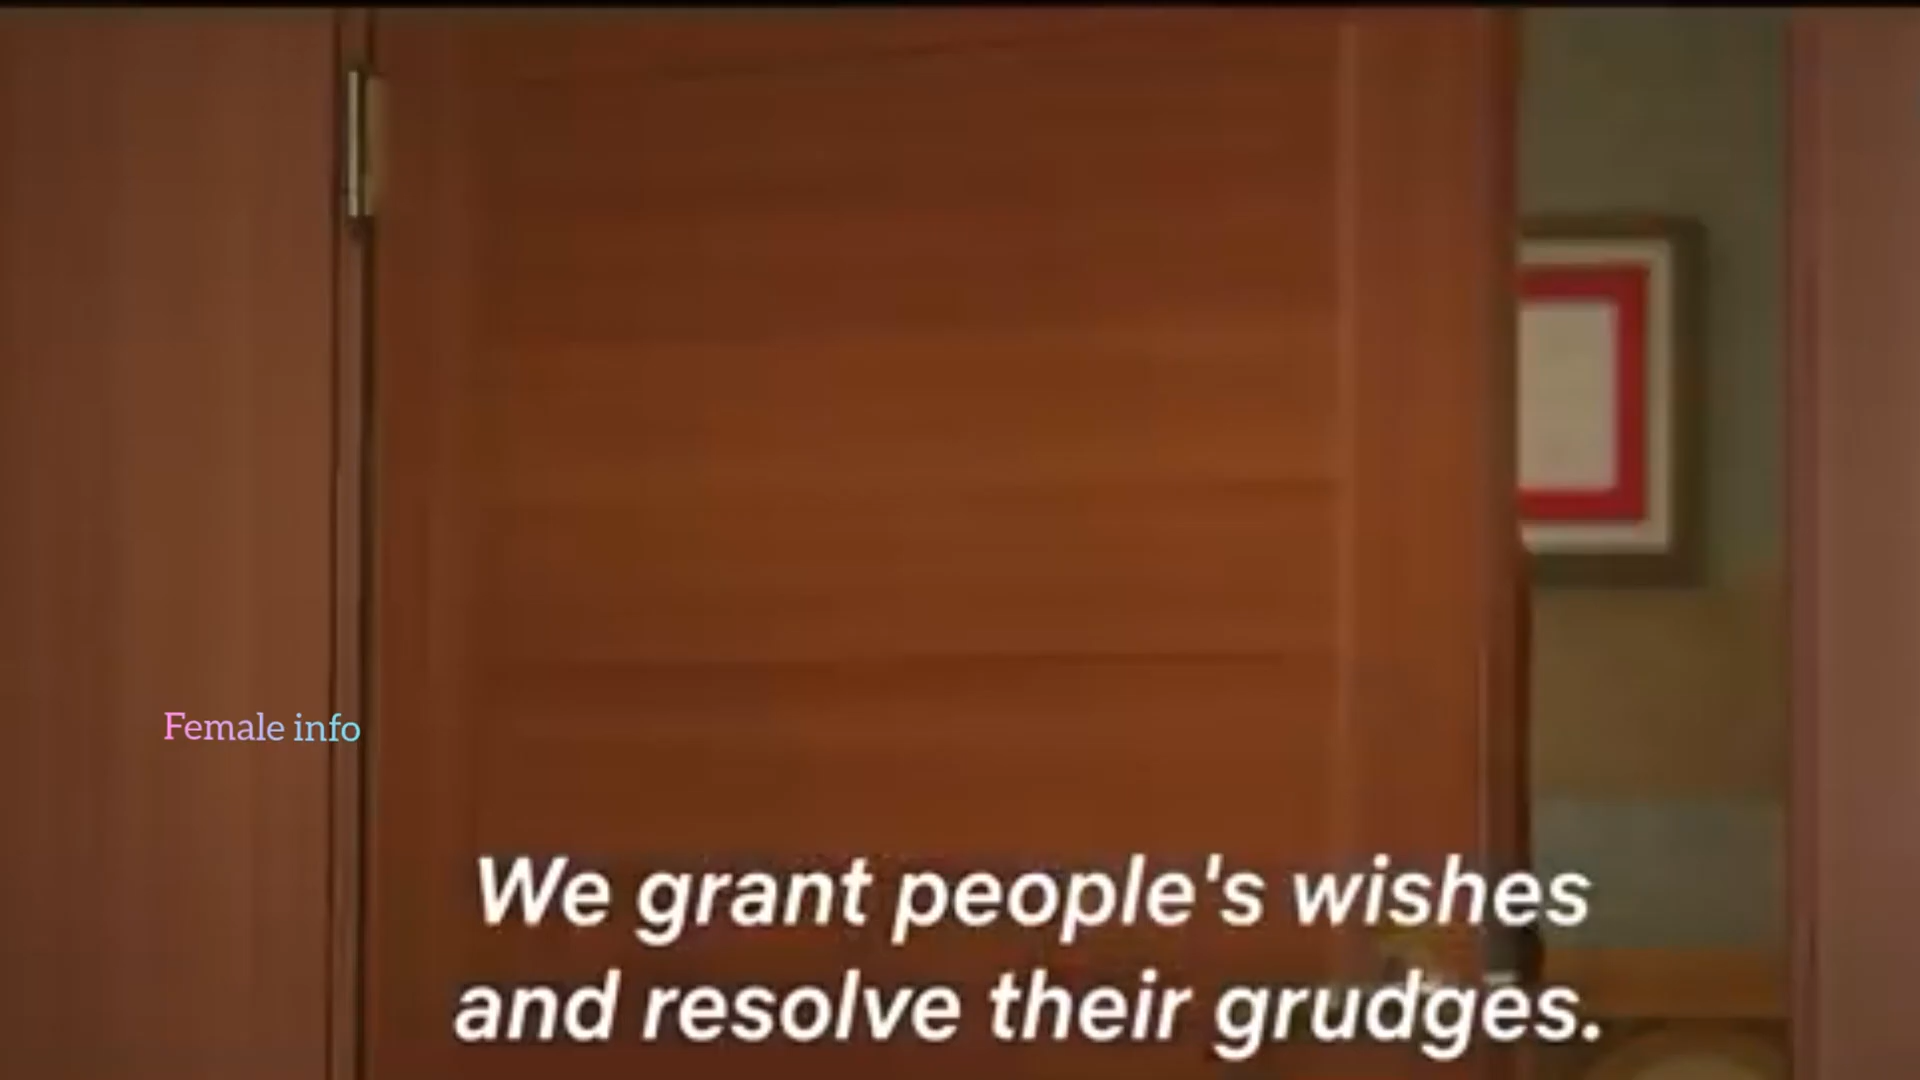 Female info
We grant people's wishes
and resolve their grudges.